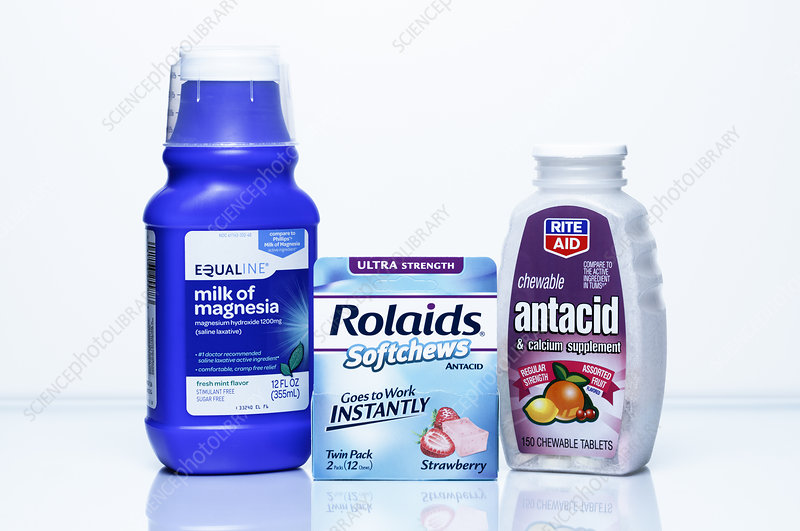 compare to
Phillips'®
Milk of Magnesia
active ingredient*
EQUALINE®
milk of
magnesia
magnesium hydroxide 1200mg
(saline laxative)
• #1 doctor recommended
saline laxative active ingredient*
• comfortable, cramp free relief
fresh mint flavor
STIMULANT FREE
SUGAR FREE
12 FL OZ
(355mL)
ULTRA STRENGTH
Rolaids®
Softchews
ANTACID
Goes to Work
INSTANTLY
Twin Pack
2 Packs (12 Chews)
Strawberry
RITE
AID
COMPARE TO
THE ACTIVE
INGREDIENT
IN TUMS®*
chewable
antacid
& calcium supplement
REGULAR
STRENGTH
ASSORTED
FRUIT
FLAVORS
150 CHEWABLE TABLETS
SCIENCEPHOTOLIBRARY